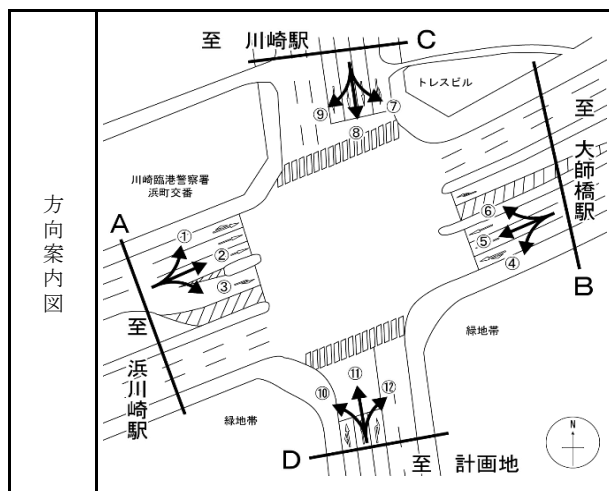 方向案内図
至 川崎駅
C
トレスビル
⑨
⑦
⑧
至 大師橋駅
川崎臨港警察署
浜町交番
A
①
②
③
⑥
⑤
④
B
至 浜川崎駅
緑地帯
⑩
⑪
⑫
緑地帯
D
至 計画地
N